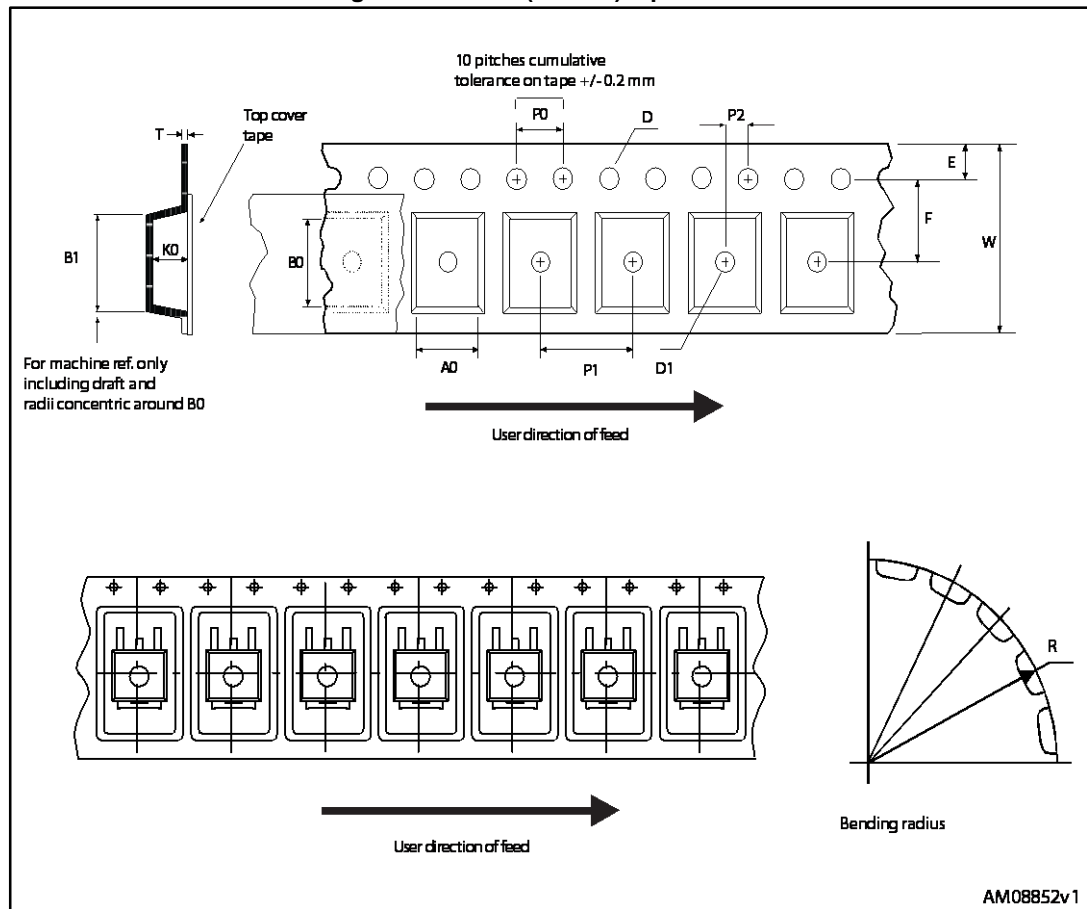 10 pitches cumulative
tolerance on tape +/- 0.2 mm
T
Top cover
tape
P0
D
P2
E
F
W
B1
K0
B0
For machine ref. only
including draft and
radii concentric around B0
A0
P1
D1
User direction of feed
R
Bending radius
User direction of feed
AM08852v1